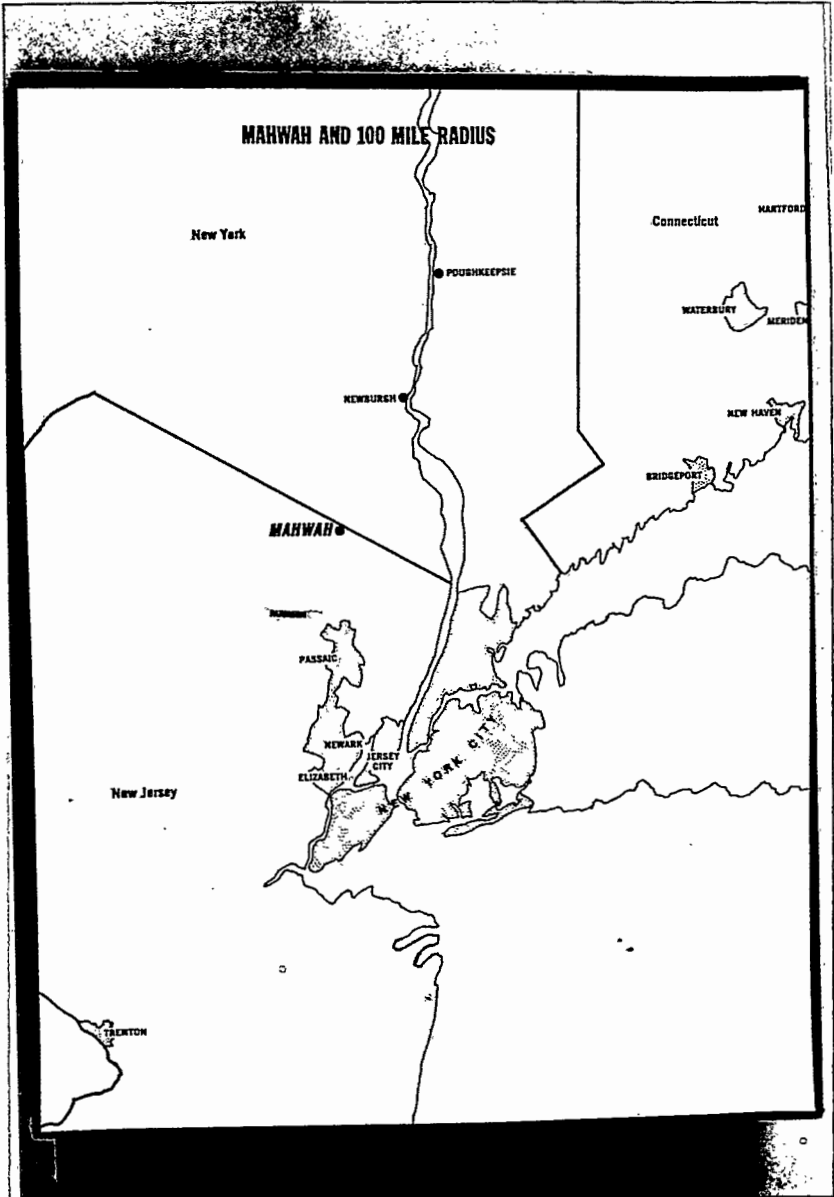 MAHWAH AND 100 MILE RADIUS
HARTFORD
Connecticut
New York
POUGHKEEPSIE
WATERBURY
MERIDEN
NEWBURGH
NEW HAVEN
BRIDGEPORT
MAHWAH
PASSAIC
NEWARK
JERSEY
CITY
ELIZABETH
NEW YORK CITY
New Jersey
TRENTON